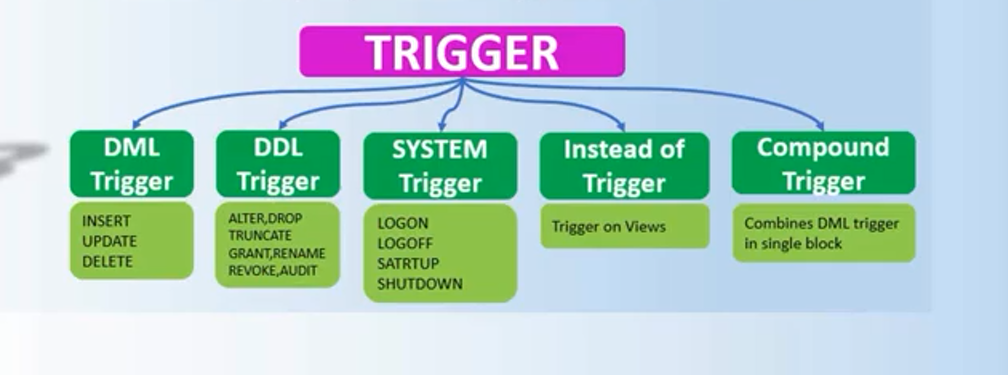 TRIGGER
DML
Trigger
INSERT
UPDATE
DELETE
DDL
Trigger
ALTER,DROP
TRUNCATE
GRANT,RENAME
REVOKE,AUDIT
SYSTEM
Trigger
LOGON
LOGOFF
SATRTUP
SHUTDOWN
Instead of
Trigger
Trigger on Views
Compound
Trigger
Combines DML trigger
in single block